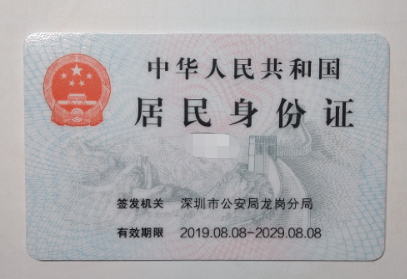 中华人民共和国
居民身份证
签发机关 深圳市公安局龙岗分局
有效期限 2019.08.08-2029.08.08